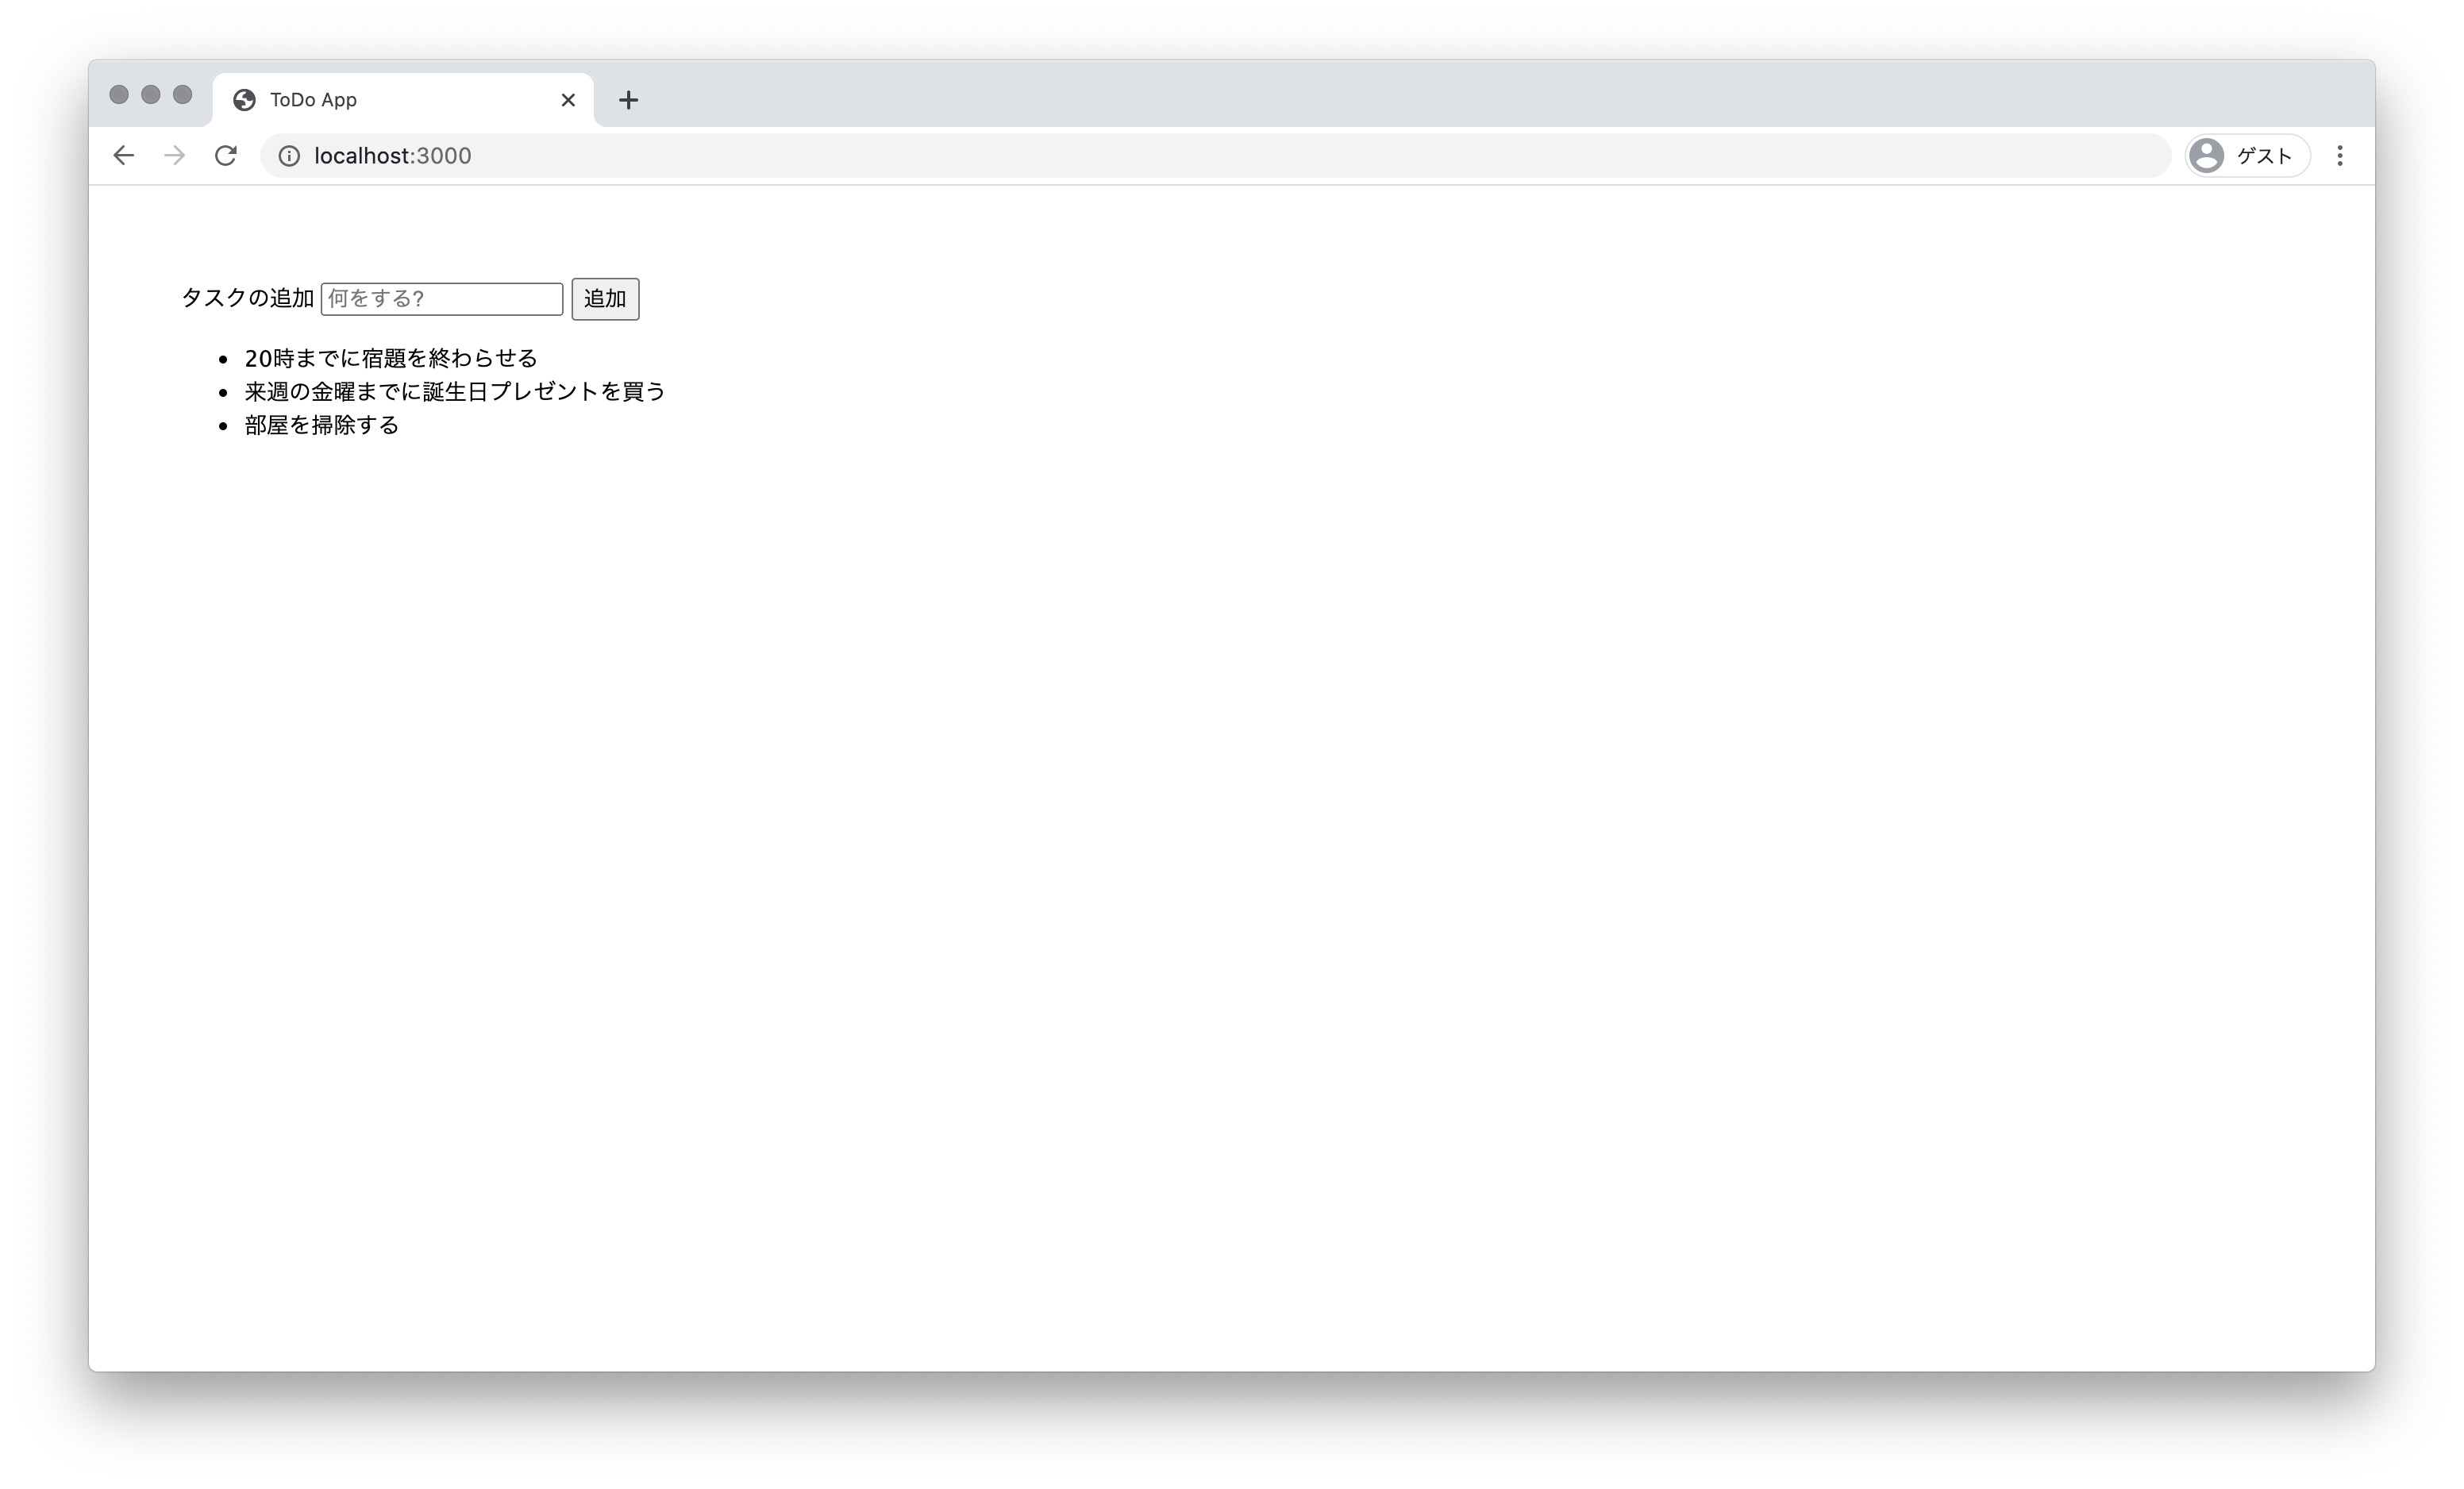 ToDo App
localhost:3000
ゲスト
タスクの追加 何をする? 追加
20時までに宿題を終わらせる
来週の金曜までに誕生日プレゼントを買う
部屋を掃除する